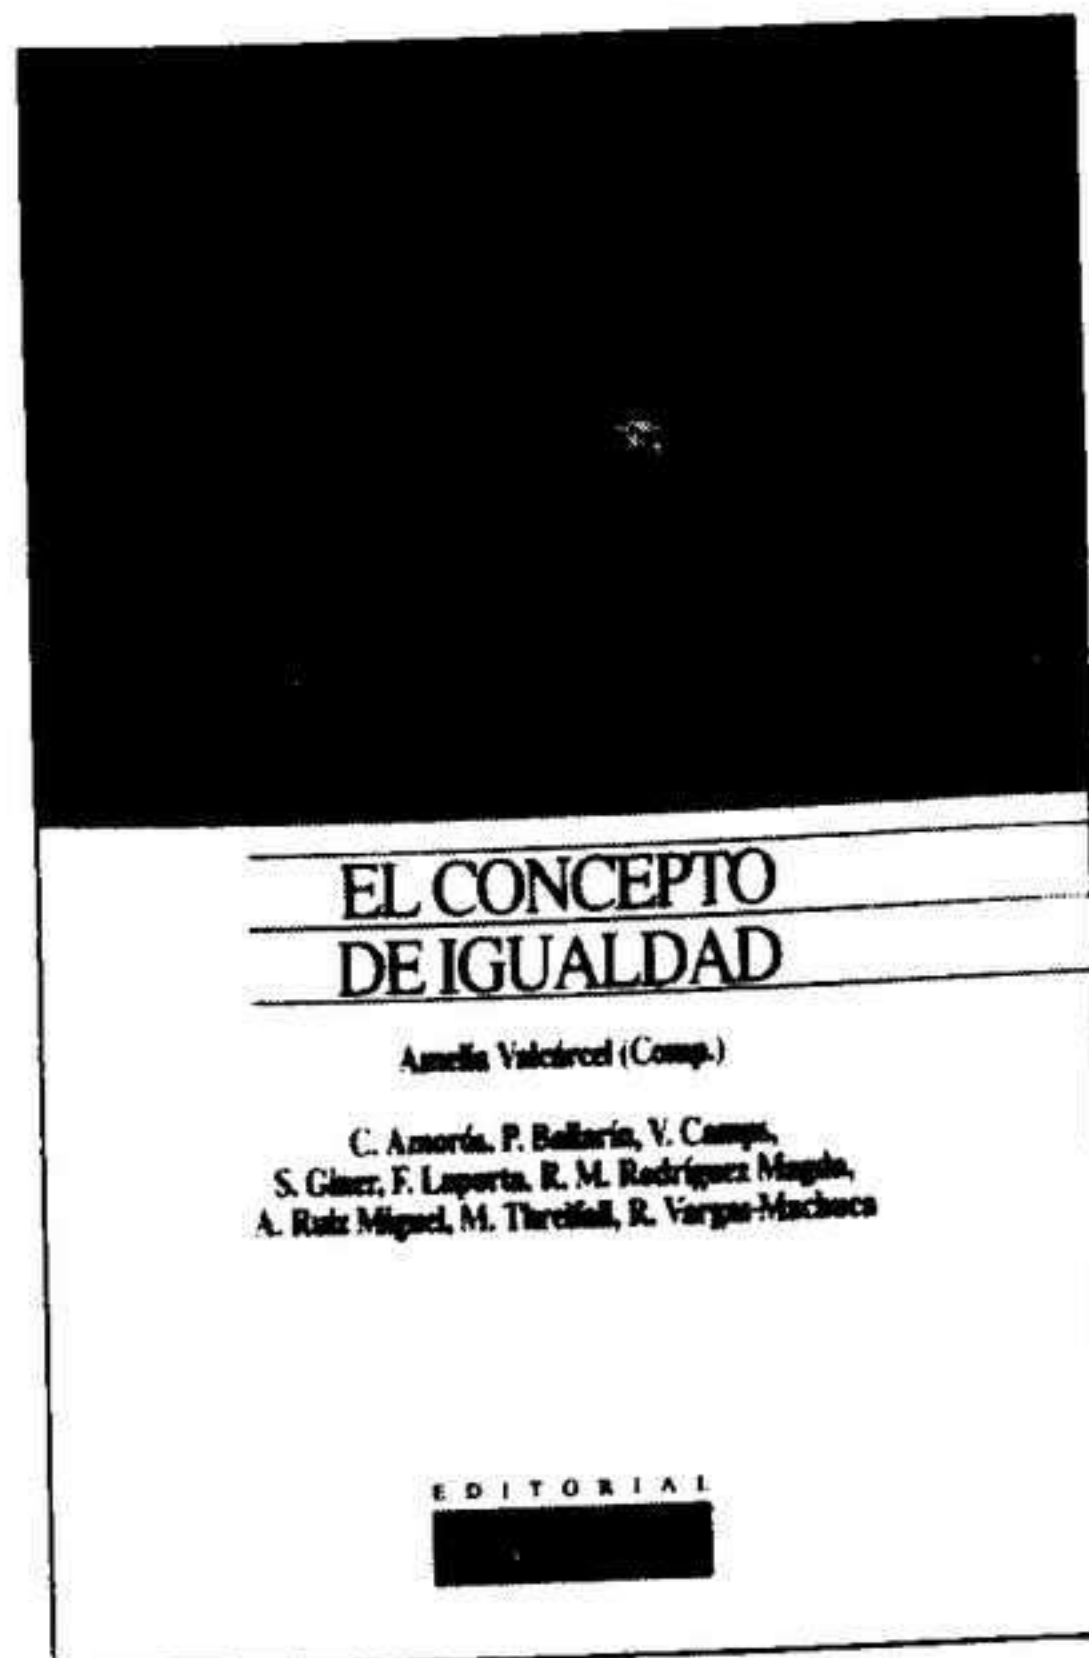 EL CONCEPTO
DE IGUALDAD
Amelia Valcárcel (Comp.)
C. Amorós, P. Ballarín, V. Camps,
S. Giner, F. Laporta, R. M. Rodríguez Magda,
A. Ruiz Miguel, M. Threlfall, R. Vargas-Machuca
EDITORIAL